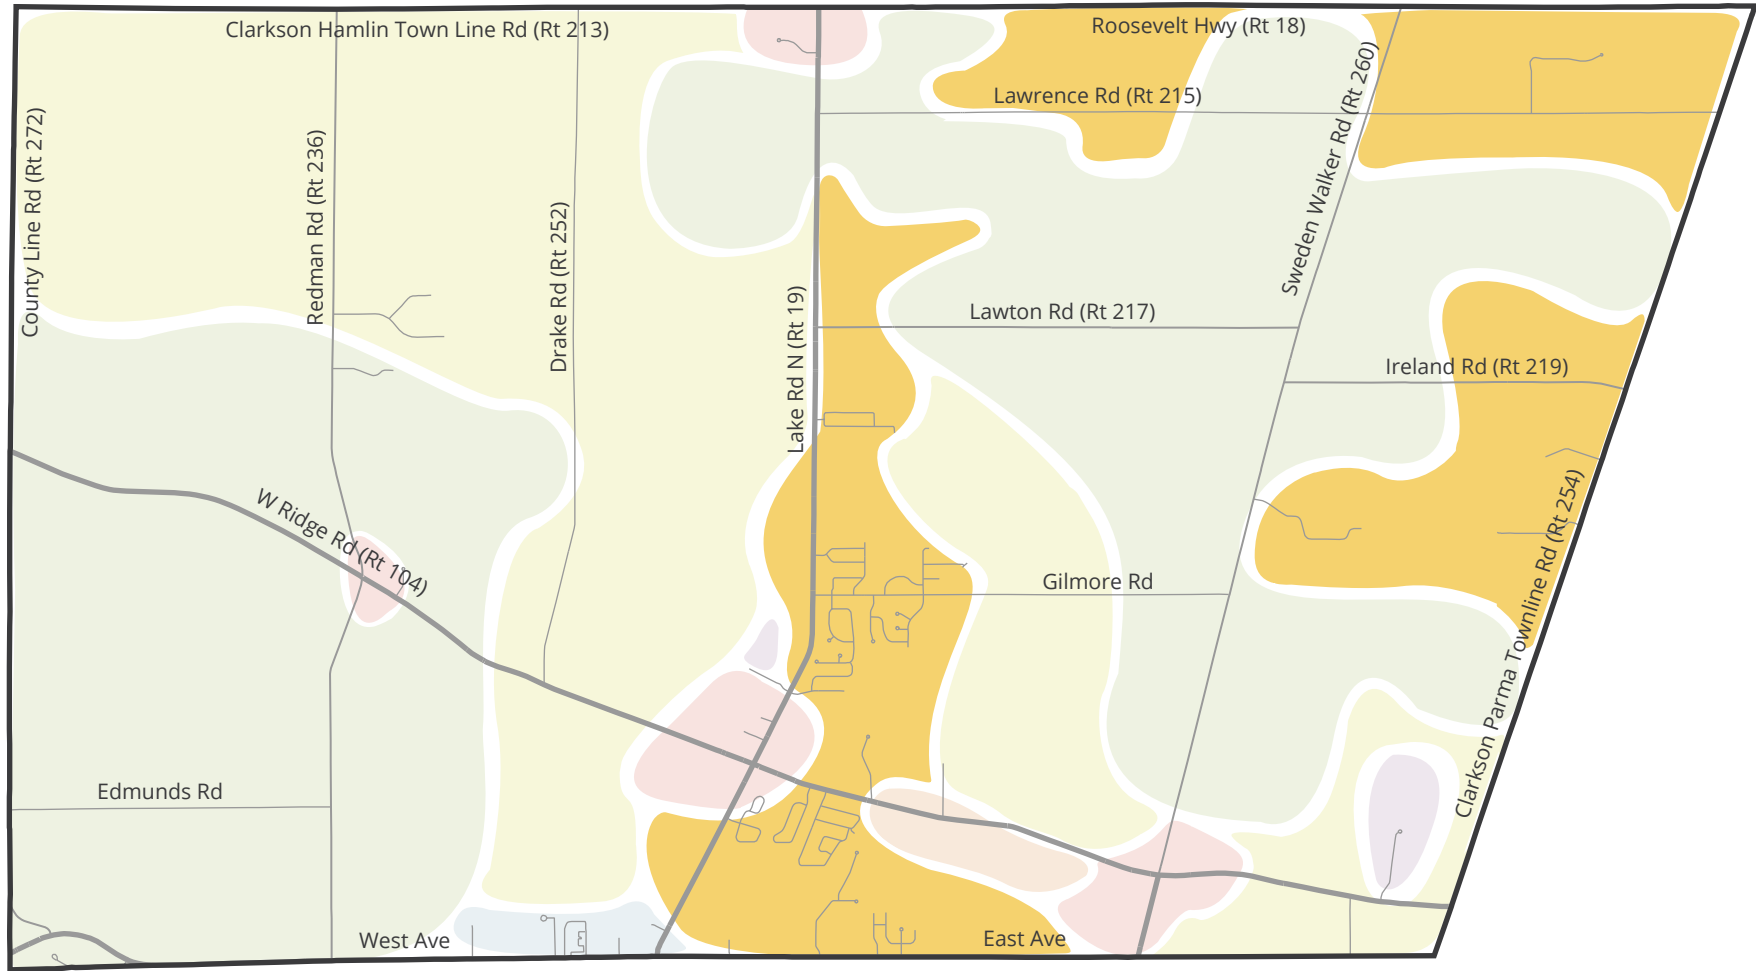 Clarkson Hamlin Town Line Rd (Rt 213)
Roosevelt Hwy (Rt 18)
Lawrence Rd (Rt 215)
County Line Rd (Rt 272)
Redman Rd (Rt 236)
Drake Rd (Rt 252)
Lake Rd N (Rt 19)
Sweden Walker Rd (Rt 260)
Lawton Rd (Rt 217)
Ireland Rd (Rt 219)
W Ridge Rd (Rt 104)
Gilmore Rd
Clarkson Parma Townline Rd (Rt 254)
Edmunds Rd
West Ave
East Ave